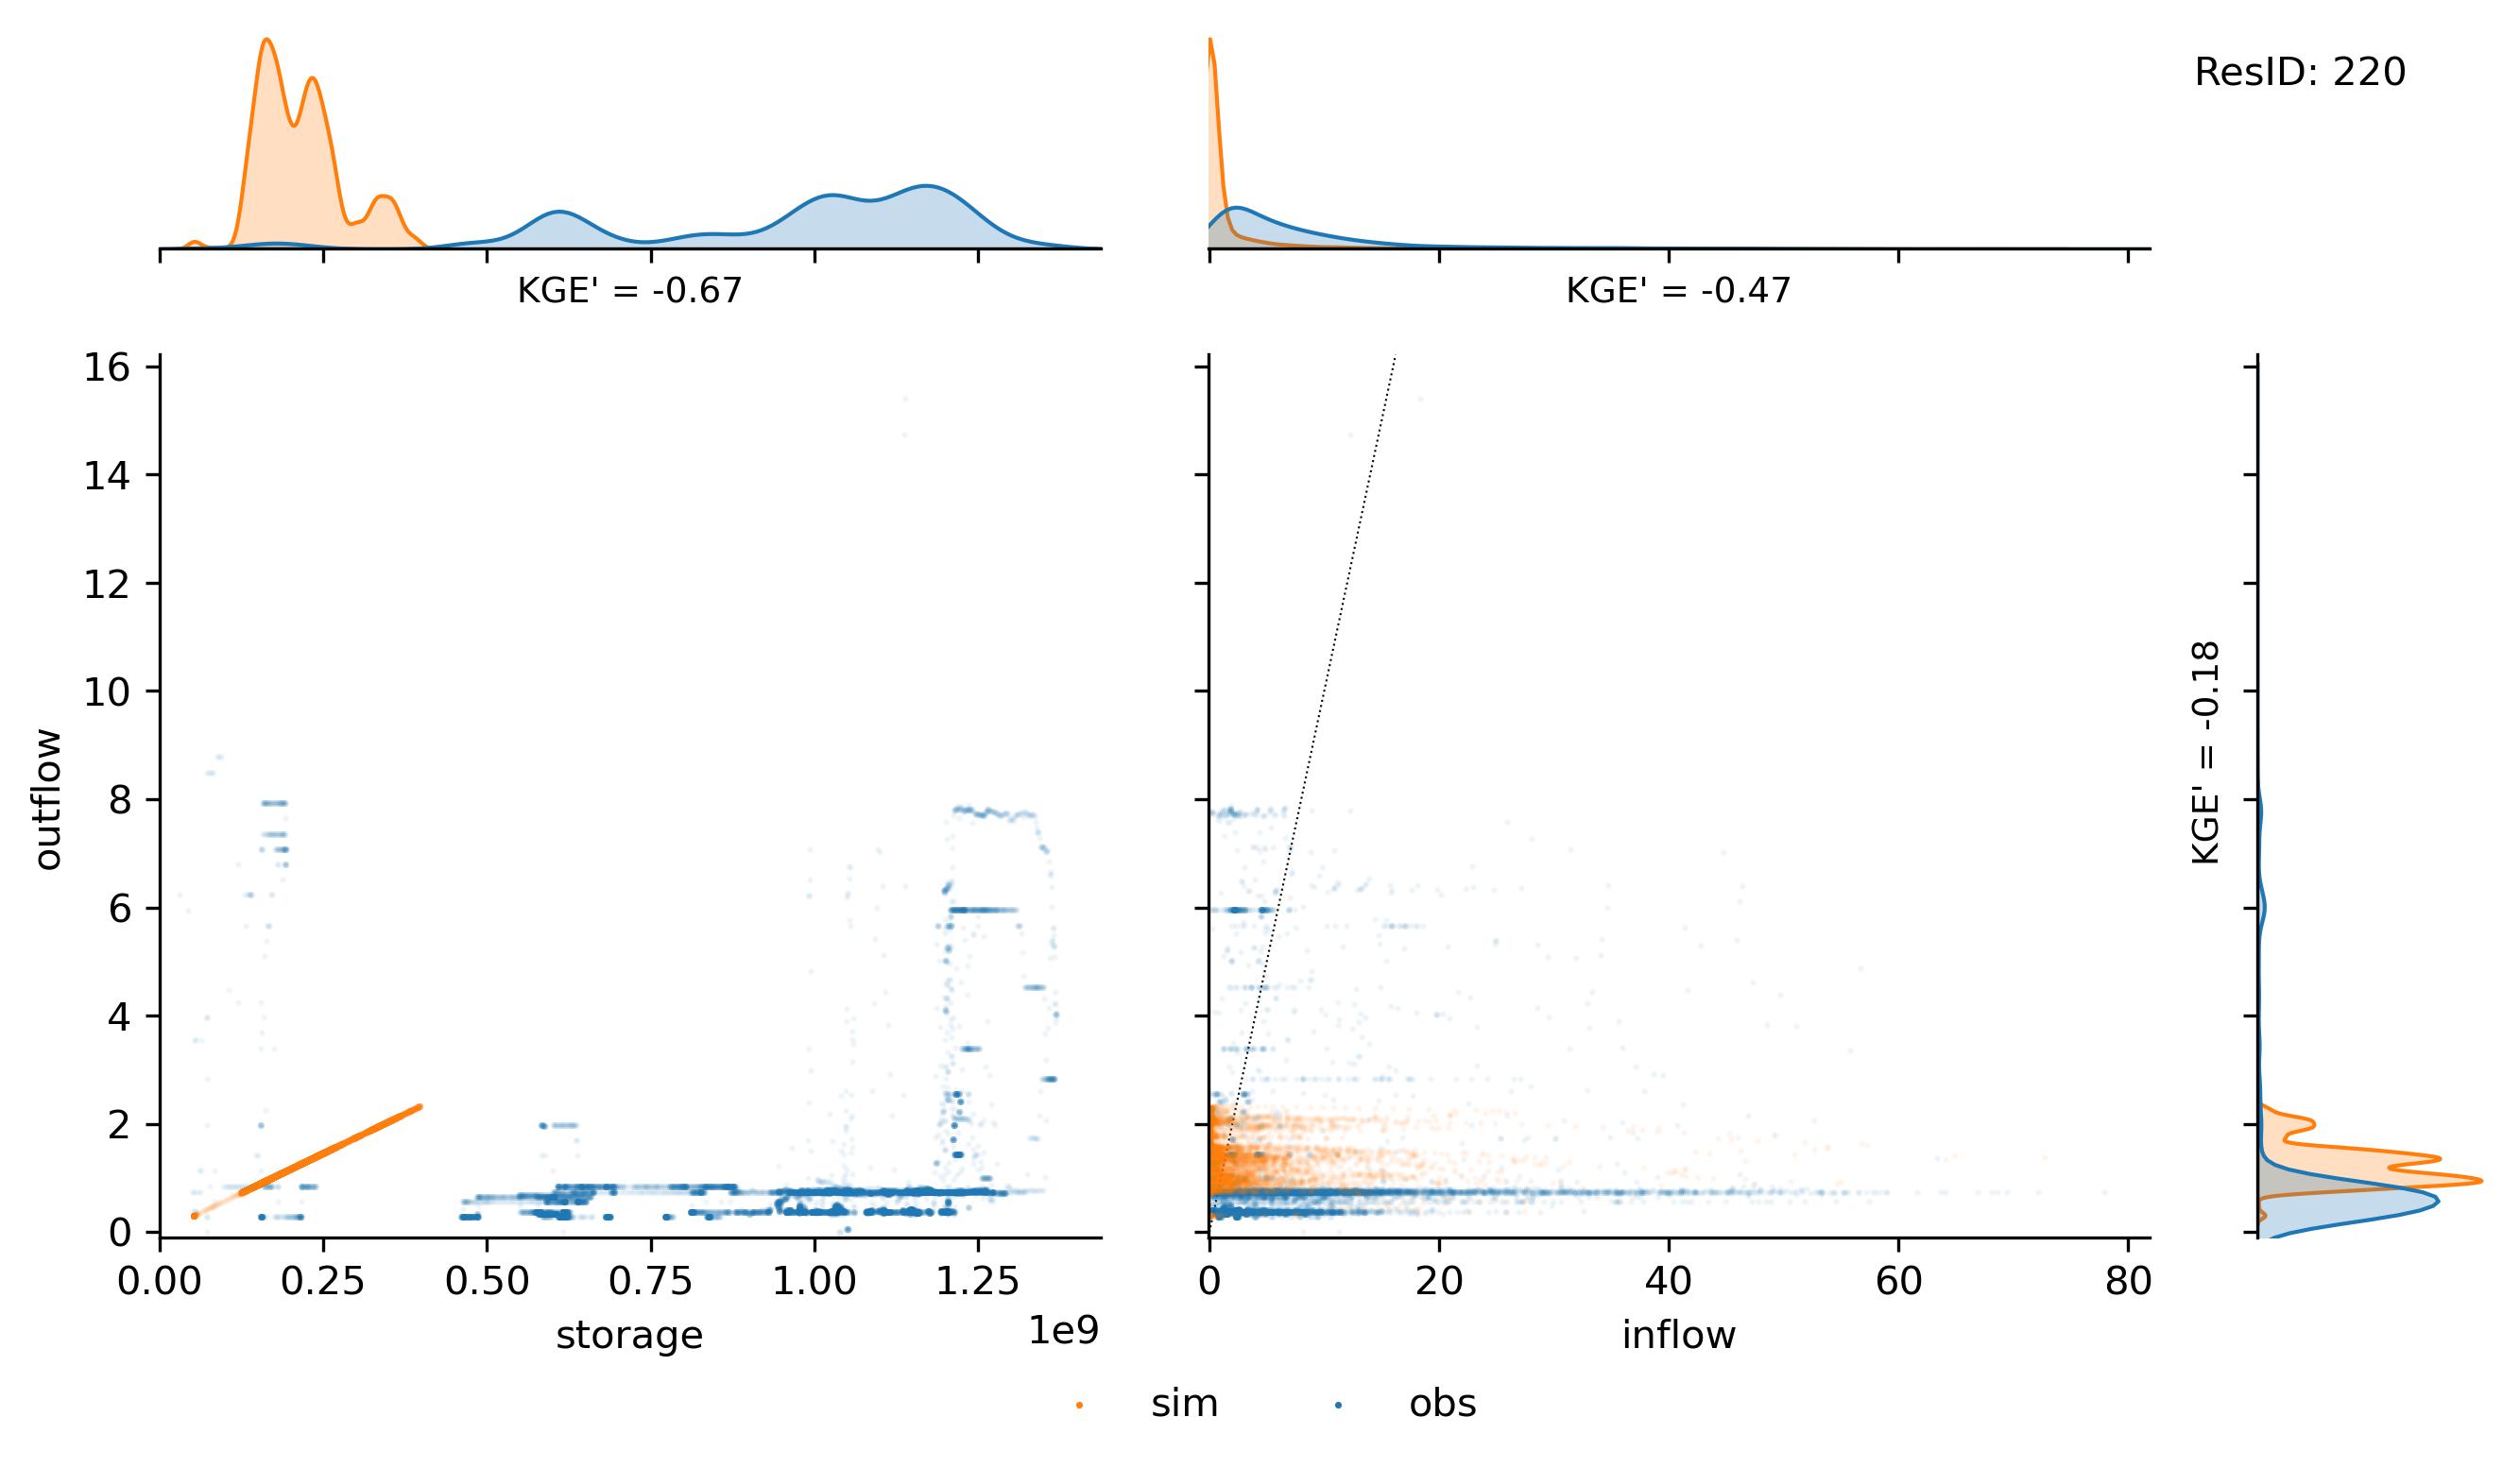 ResID: 220
KGE' = -0.67
KGE' = -0.47
16
14
12
10
8
6
4
2
0
outflow
KGE' = -0.18
0.00 0.25 0.50 0.75 1.00 1.25
0 20 40 60 80
1e9
storage
inflow
sim obs